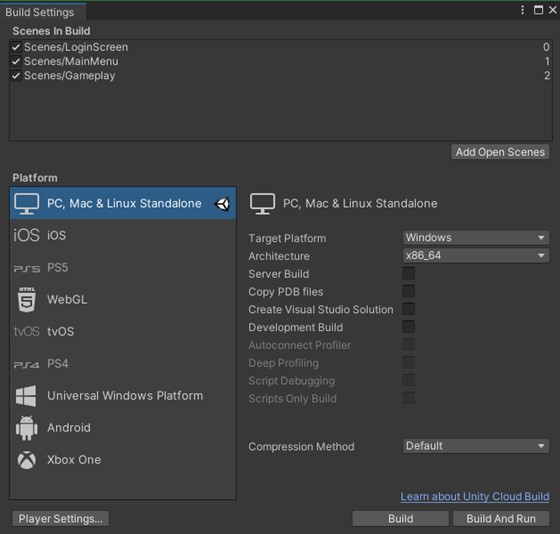 Build Settings
Scenes In Build
Scenes/LoginScreen 0
Scenes/MainMenu 1
Scenes/Gameplay 2
Add Open Scenes
Platform
PC, Mac & Linux Standalone
iOS iOS
PS5 PS5
HTML 5 WebGL
tvOS tvOS
PS4 PS4
Universal Windows Platform
Android
Xbox One
PC, Mac & Linux Standalone
Target Platform Windows
Architecture x86_64
Server Build
Copy PDB files
Create Visual Studio Solution
Development Build
Autoconnect Profiler
Deep Profiling
Script Debugging
Scripts Only Build
Compression Method Default
Learn about Unity Cloud Build
Player Settings... Build Build And Run